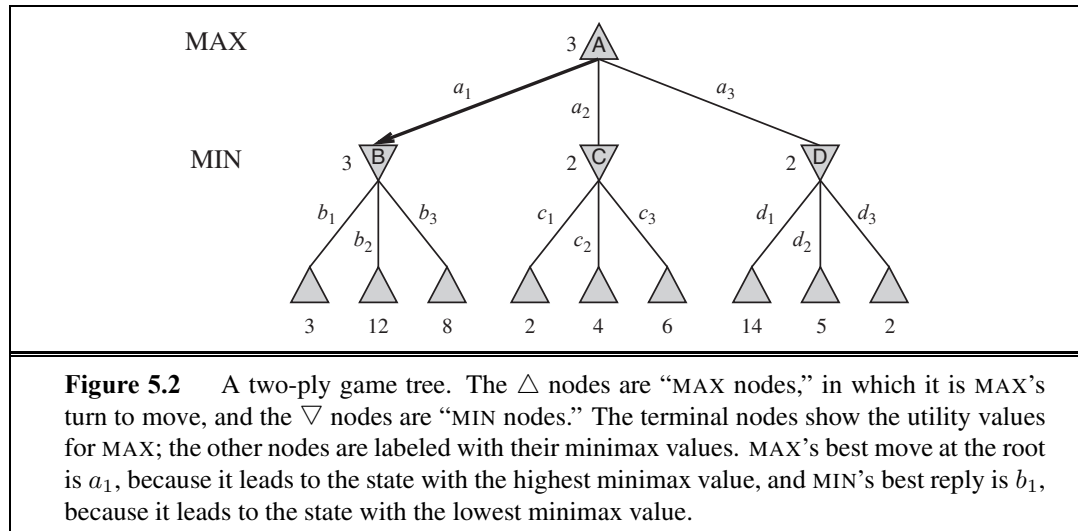 MAX 3 A
a1 a2 a3
MIN 3 B 2 C 2 D
b1 b2 b3 c1 c2 c3 d1 d2 d3
3 12 8 2 4 6 14 5 2
Figure 5.2 A two-ply game tree. The △ nodes are “MAX nodes,” in which it is MAX’s
turn to move, and the ▽ nodes are “MIN nodes.” The terminal nodes show the utility values
for MAX; the other nodes are labeled with their minimax values. MAX’s best move at the root
is a1, because it leads to the state with the highest minimax value, and MIN’s best reply is b1,
because it leads to the state with the lowest minimax value.